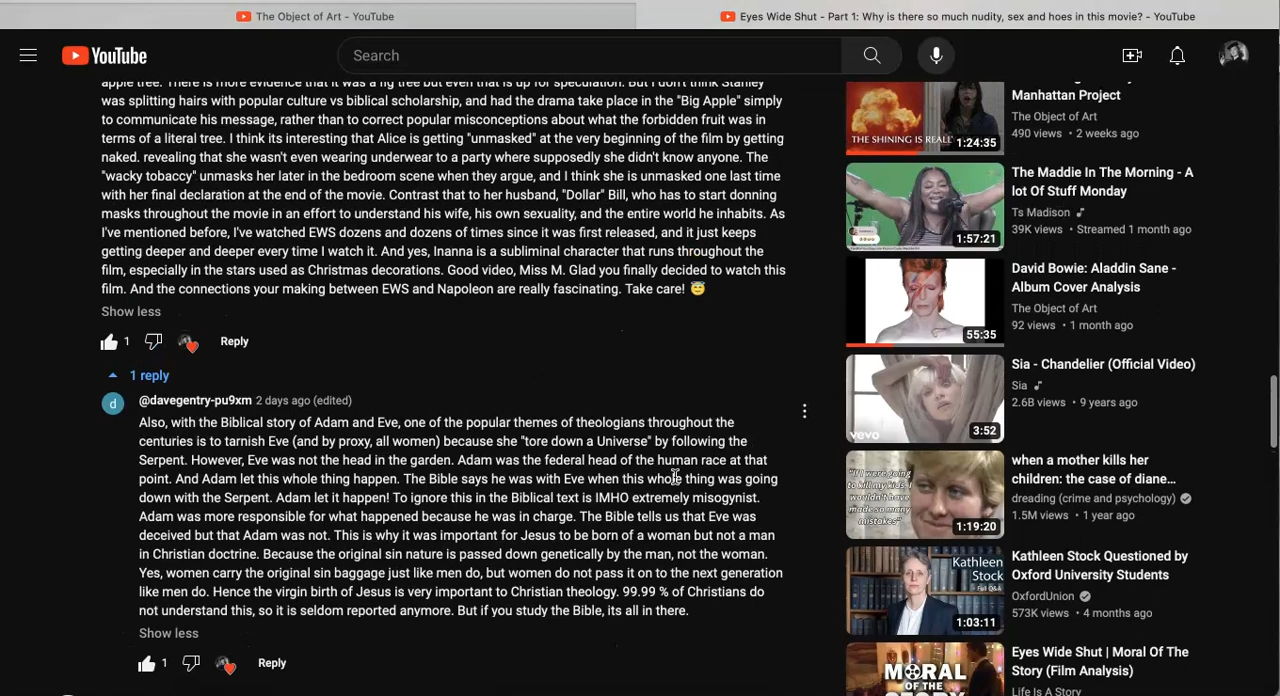 The Object of Art - YouTube
Eyes Wide Shut - Part 1: Why is there so much nudity, sex and hoes in this movie? - YouTube
YouTube
Search
apple tree. There is more evidence that it was a fig tree but even that is up for speculation. But I don't think Stanley
was splitting hairs with popular culture vs biblical scholarship, and had the drama take place in the "Big Apple" simply
to communicate his message, rather than to correct popular misconceptions about what the forbidden fruit was in
terms of a literal tree. I think its interesting that Alice is getting "unmasked" at the very beginning of the film by getting
naked. revealing that she wasn't even wearing underwear to a party where supposedly she didn't know anyone. The
"wacky tobaccy" unmasks her later in the bedroom scene when they argue, and I think she is unmasked one last time
with her final declaration at the end of the movie. Contrast that to her husband, "Dollar" Bill, who has to start donning
masks throughout the movie in an effort to understand his wife, his own sexuality, and the entire world he inhabits. As
I've mentioned before, I've watched EWS dozens and dozens of times since it was first released, and it just keeps
getting deeper and deeper every time I watch it. And yes, Inanna is a subliminal character that runs throughout the
film, especially in the stars used as Christmas decorations. Good video, Miss M. Glad you finally decided to watch this
film. And the connections your making between EWS and Napoleon are really fascinating. Take care! 😇
Show less
1
Reply
1 reply
d
@davegentry-pu9xm 2 days ago (edited)
Also, with the Biblical story of Adam and Eve, one of the popular themes of theologians throughout the
centuries is to tarnish Eve (and by proxy, all women) because she "tore down a Universe" by following the
Serpent. However, Eve was not the head in the garden. Adam was the federal head of the human race at that
point. And Adam let this whole thing happen. The Bible says he was with Eve when this whole thing was going
down with the Serpent. Adam let it happen! To ignore this in the Biblical text is IMHO extremely misogynist.
Adam was more responsible for what happened because he was in charge. The Bible tells us that Eve was
deceived but that Adam was not. This is why it was important for Jesus to be born of a woman but not a man
in Christian doctrine. Because the original sin nature is passed down genetically by the man, not the woman.
Yes, women carry the original sin baggage just like men do, but women do not pass it on to the next generation
like men do. Hence the virgin birth of Jesus is very important to Christian theology. 99.99 % of Christians do
not understand this, so it is seldom reported anymore. But if you study the Bible, its all in there.
Show less
1
Reply
THE SHINING IS REAL!
1:24:35
Manhattan Project
The Object of Art
490 views • 2 weeks ago
1:57:21
The Maddie In The Morning - A
lot Of Stuff Monday
Ts Madison
39K views • Streamed 1 month ago
55:35
David Bowie: Aladdin Sane -
Album Cover Analysis
The Object of Art
92 views • 1 month ago
vevo
3:52
Sia - Chandelier (Official Video)
Sia
2.6B views • 9 years ago
"If I were going
to kill my kids, I
wouldn't have
made so many
mistakes"
1:19:20
when a mother kills her
children: the case of diane...
dreading (crime and psychology)
1.5M views • 1 year ago
Kathleen
Stock
Full Q&A
1:03:11
Kathleen Stock Questioned by
Oxford University Students
OxfordUnion
573K views • 4 months ago
MORAL
OF THE
STORY
Eyes Wide Shut | Moral Of The
Story (Film Analysis)
Life Is A Story